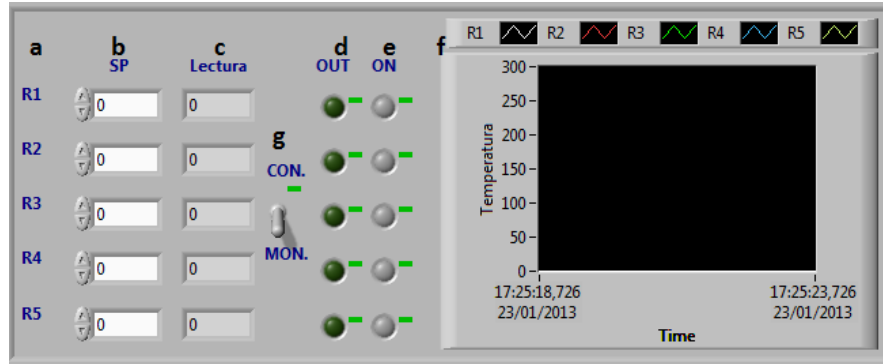 a b c d e f
SP Lectura OUT ON
R1 0 0
R2 0 0
g
CON.
R3 0 0
MON.
R4 0 0
R5 0 0
R1 R2 R3 R4 R5
300
250
200
150
100
50
0
Temperatura
17:25:18,726 17:25:23,726
23/01/2013 23/01/2013
Time